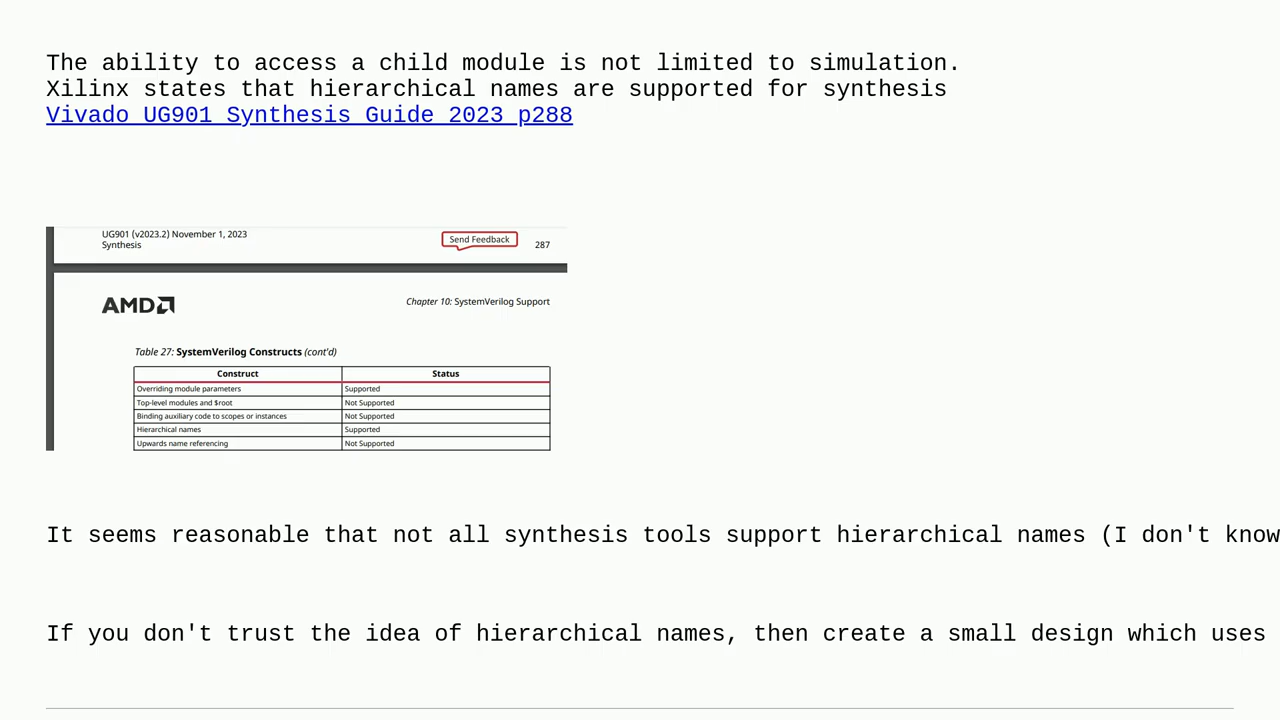 The ability to access a child module is not limited to simulation.
Xilinx states that hierarchical names are supported for synthesis
Vivado UG901 Synthesis Guide 2023 p288
UG901 (v2023.2) November 1, 2023
Synthesis
Send Feedback
287
AMD
Chapter 10: SystemVerilog Support
Table 27: SystemVerilog Constructs (cont'd)
Construct Status
Overriding module parameters Supported
Top-level modules and $root Not Supported
Binding auxiliary code to scopes or instances Not Supported
Hierarchical names Supported
Upwards name referencing Not Supported
It seems reasonable that not all synthesis tools support hierarchical names (I don't know
If you don't trust the idea of hierarchical names, then create a small design which uses